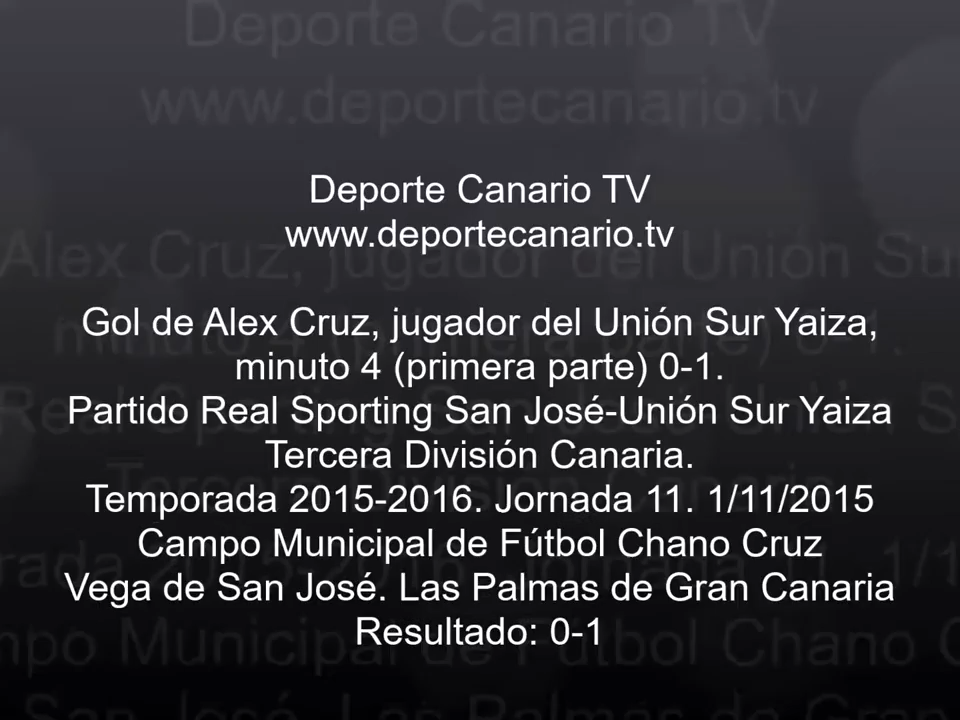 Deporte Canario TV
www.deportecanario.tv
Gol de Alex Cruz, jugador del Unión Sur Yaiza,
minuto 4 (primera parte) 0-1.
Partido Real Sporting San José-Unión Sur Yaiza
Tercera División Canaria.
Temporada 2015-2016. Jornada 11. 1/11/2015
Campo Municipal de Fútbol Chano Cruz
Vega de San José. Las Palmas de Gran Canaria
Resultado: 0-1